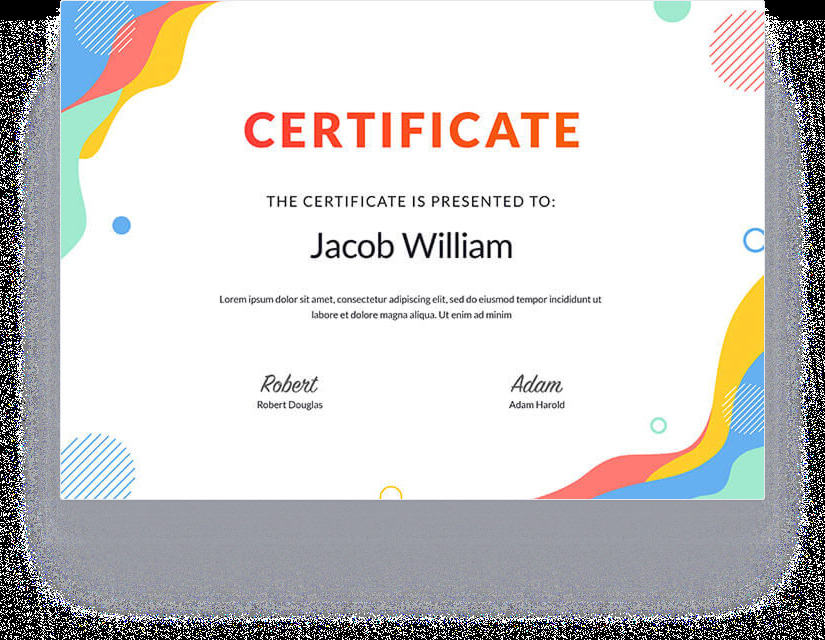 CERTIFICATE
THE CERTIFICATE IS PRESENTED TO:
Jacob William
Lorem ipsum dolor sit amet, consectetur adipiscing elit, sed do eiusmod tempor incididunt ut
labore et dolore magna aliqua. Ut enim ad minim
Robert Adam
Robert Douglas Adam Harold